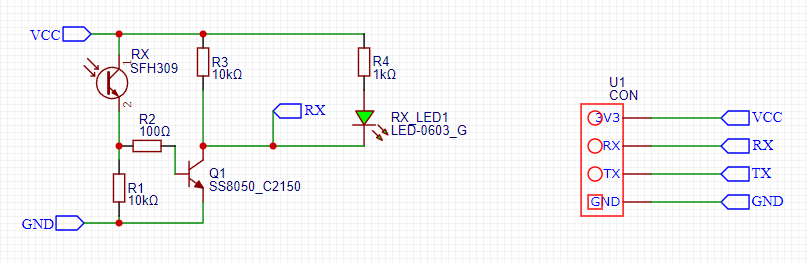 VCC
RX
SFH309
1
2
R3
10kΩ
R4
1kΩ
R2
100Ω
RX
RX_LED1
LED-0603_G
R1
10kΩ
Q1
SS8050_C2150
GND
U1
CON
3V3
VCC
RX
RX
TX
TX
GND
GND